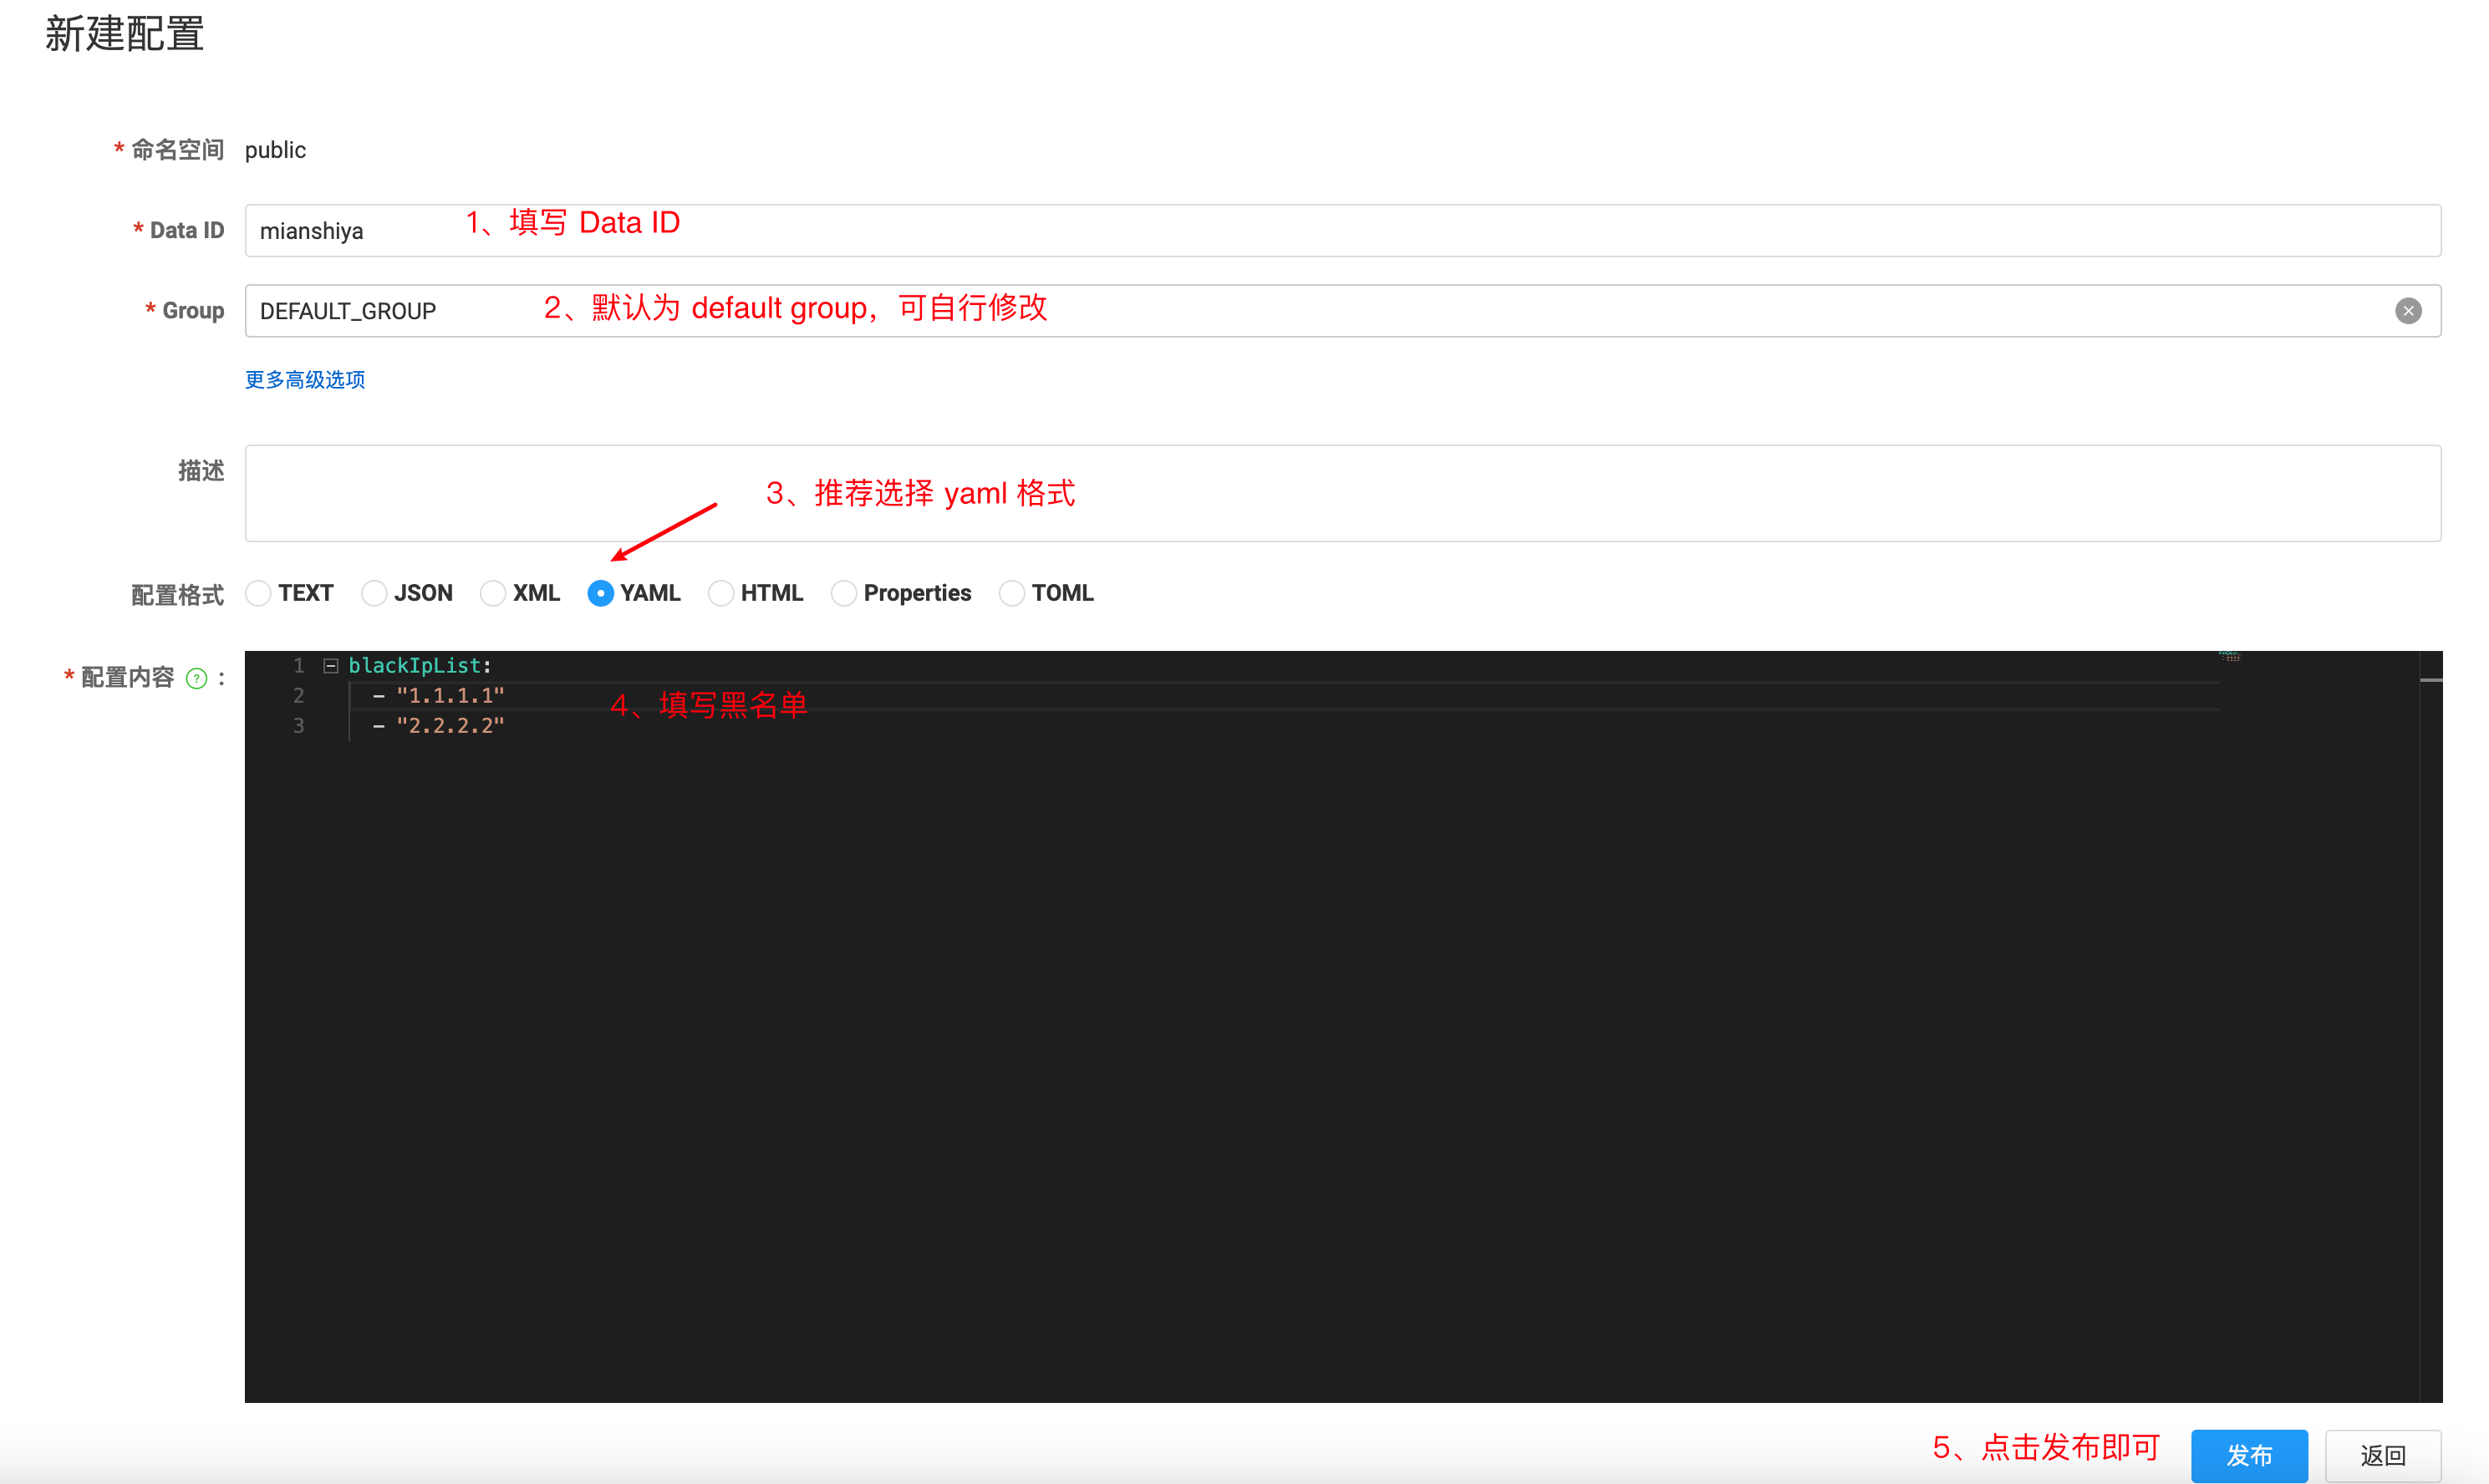 新建配置
* 命名空间 public
* Data ID mianshiya 1、填写 Data ID
* Group DEFAULT_GROUP 2、默认为 default group，可自行修改
更多高级选项
描述
3、推荐选择 yaml 格式
配置格式 TEXT JSON XML YAML HTML Properties TOML
* 配置内容 ? :
1 blackIpList:
2 - "1.1.1.1"
4、填写黑名单
3 - "2.2.2.2"
5、点击发布即可 发布 返回